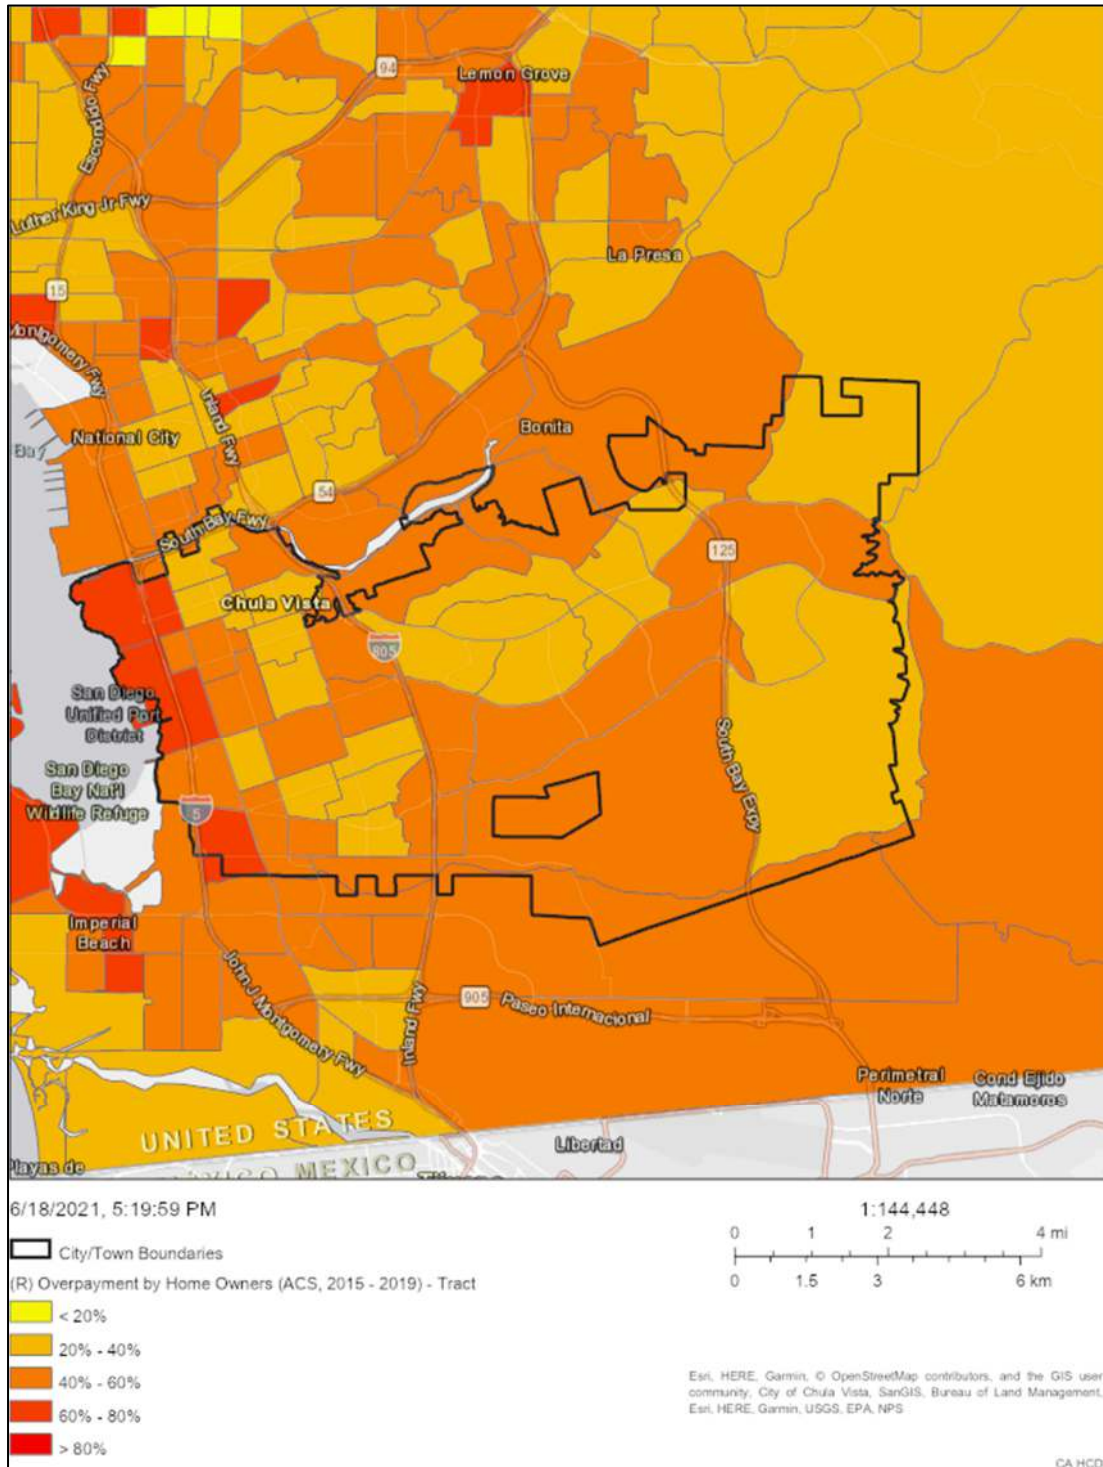 94
Lemon Grove
Escondido Fwy
Luther King Jr Fwy
La Presa
15
Montgomery Fwy
Inland Fwy
National City
Bonita
Bay
54
South Bay Fwy
125
Chula Vista
805
San Diego
Unified Port
District
South Bay Expy
San Diego
Bay Nat'l
Wildlife Refuge
5
Imperial
Beach
John J Montgomery Fwy
Inland Fwy
905
Paseo Internacional
Perimetral
Norte
Cond Ejido
Matamoros
UNITED STATES
MEXICO
Libertad
Playas de
6/18/2021, 5:19:59 PM
1:144,448
0 1 2 4 mi
0 1.5 3 6 km
City/Town Boundaries
(R) Overpayment by Home Owners (ACS, 2015 - 2019) - Tract
< 20%
20% - 40%
40% - 60%
60% - 80%
> 80%
Esri, HERE, Garmin, © OpenStreetMap contributors, and the GIS user
community, City of Chula Vista, SanGIS, Bureau of Land Management,
Esri, HERE, Garmin, USGS, EPA, NPS
CA HCD